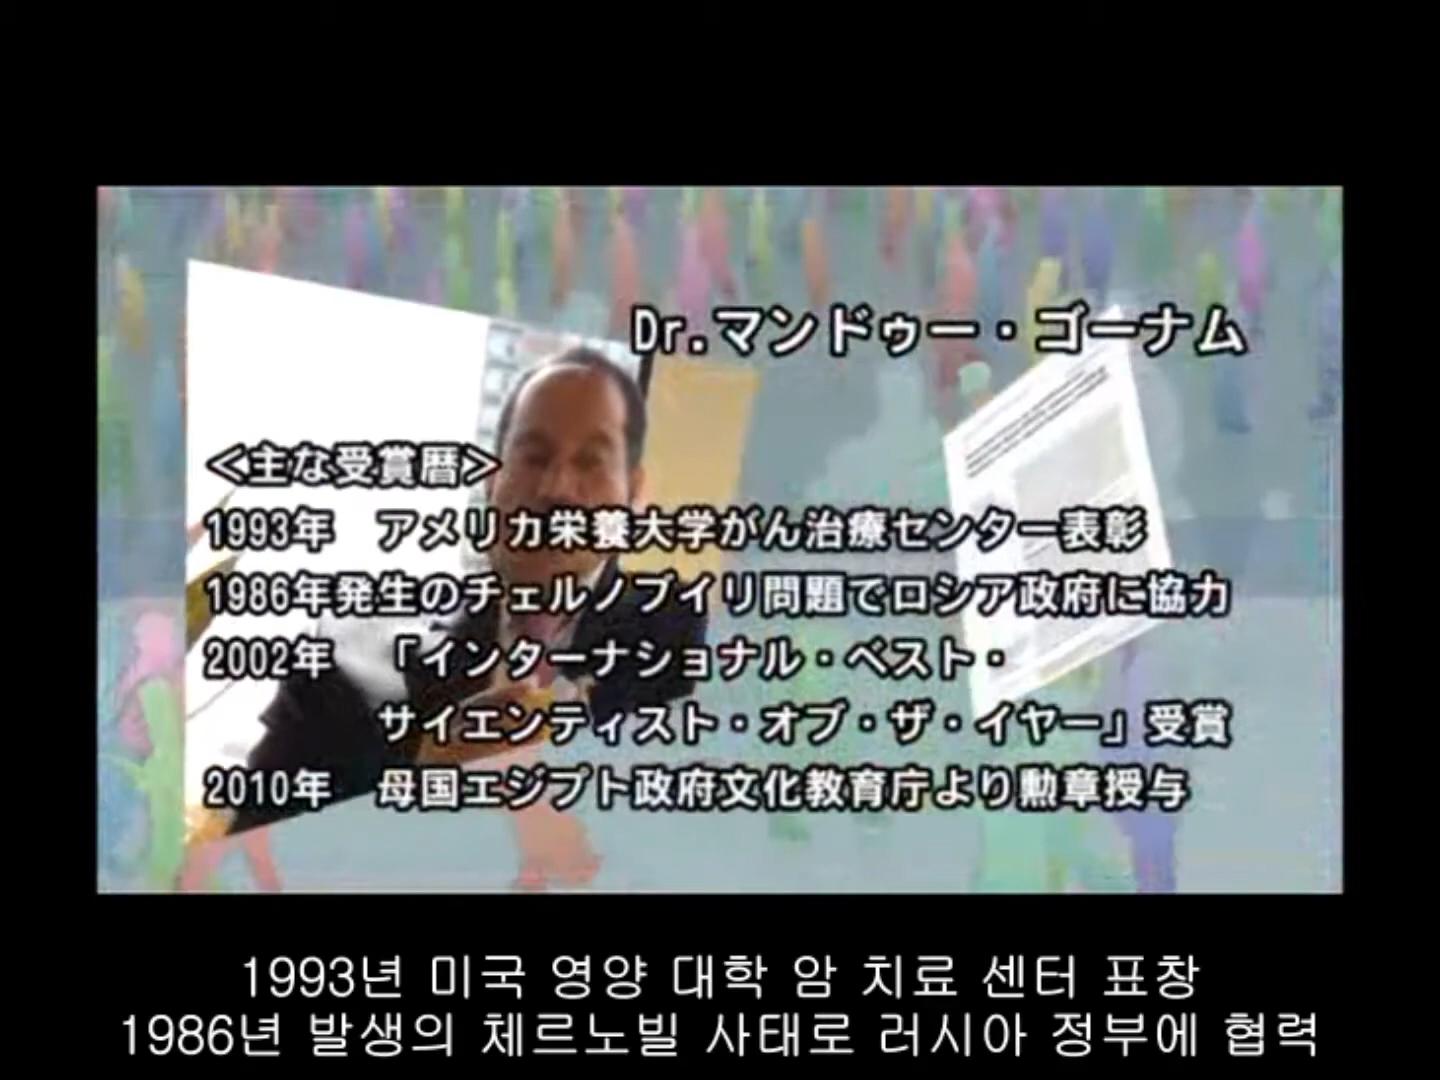 Dr.マンドゥー・ゴーナム
＜主な受賞暦＞
1993年　アメリカ栄養大学がん治療センター表彰
1986年発生のチェルノブイリ問題でロシア政府に協力
2002年　「インターナショナル・ベスト・
サイエンティスト・オブ・ザ・イヤー」受賞
2010年　母国エジプト政府文化教育庁より勲章授与
1993년 미국 영양 대학 암 치료 센터 표창
1986년 발생의 체르노빌 사태로 러시아 정부에 협력